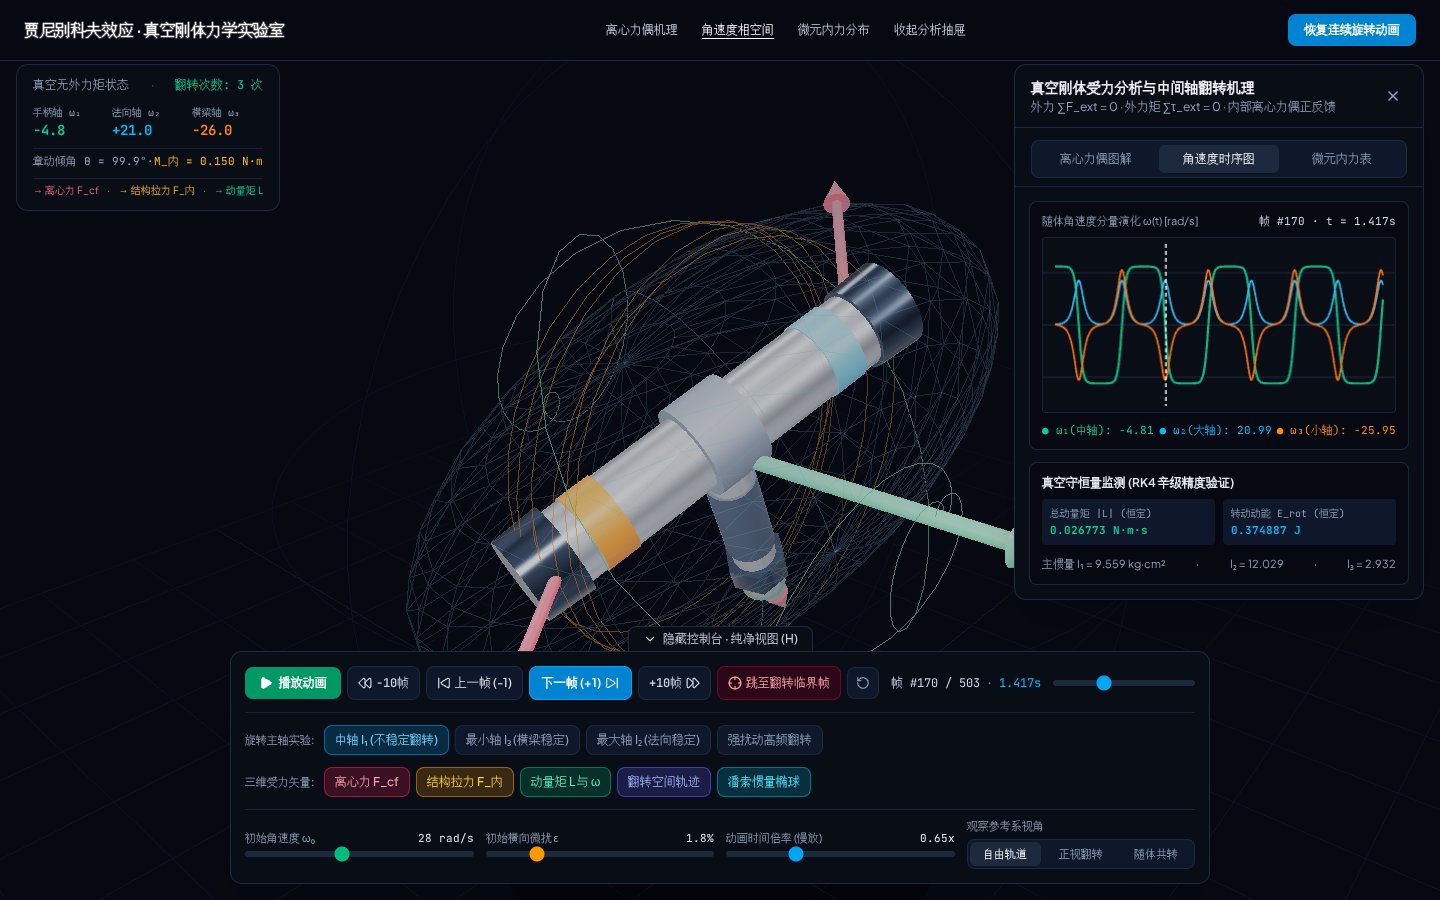 贾尼别科夫效应 · 真空刚体力学实验室
离心力偶机理
角速度相空间
微元内力分布
收起分析抽屉
恢复连续旋转动画
真空无外力矩状态 · 翻转次数: 3 次
手柄轴 ω₁ 法向轴 ω₂ 横梁轴 ω₃
-4.8 +21.0 -26.0
章动倾角 θ = 99.9° · M_内 = 0.150 N·m
→ 离心力 F_cf · → 结构拉力 F_内 · → 动量矩 L
真空刚体受力分析与中间轴翻转机理
外力 ∑F_ext = 0 · 外力矩 ∑τ_ext = 0 · 内部离心力偶正反馈
离心力偶图解 角速度时序图 微元内力表
随体角速度分量演化 ω(t) [rad/s] 帧 #170 · t = 1.417s
ω₁(中轴): -4.81 ω₂(大轴): 20.99 ω₃(小轴): -25.95
真空守恒量监测 (RK4 辛级精度验证)
总动量矩 |L| (恒定) 转动动能 E_rot (恒定)
0.026773 N·m·s 0.374887 J
主惯量 I₁ = 9.559 kg·cm² · I₂ = 12.029 · I₃ = 2.932
隐藏控制台 · 纯净视图 (H)
播放动画 -10帧 上一帧 (-1) 下一帧 (+1) +10帧 跳至翻转临界帧 帧 #170 / 503 · 1.417s
旋转主轴实验: 中轴 I₁ (不稳定翻转) 最小轴 I₃ (横梁稳定) 最大轴 I₂ (法向稳定) 强扰动高频翻转
三维受力矢量: 离心力 F_cf 结构拉力 F_内 动量矩 L 与 ω 翻转空间轨迹 潘索惯量椭球
初始角速度 ω₀ 28 rad/s 初始横向微扰 ε 1.8% 动画时间倍率 (慢放) 0.65x
观察参考系视角
自由轨道 正视翻转 随体共转